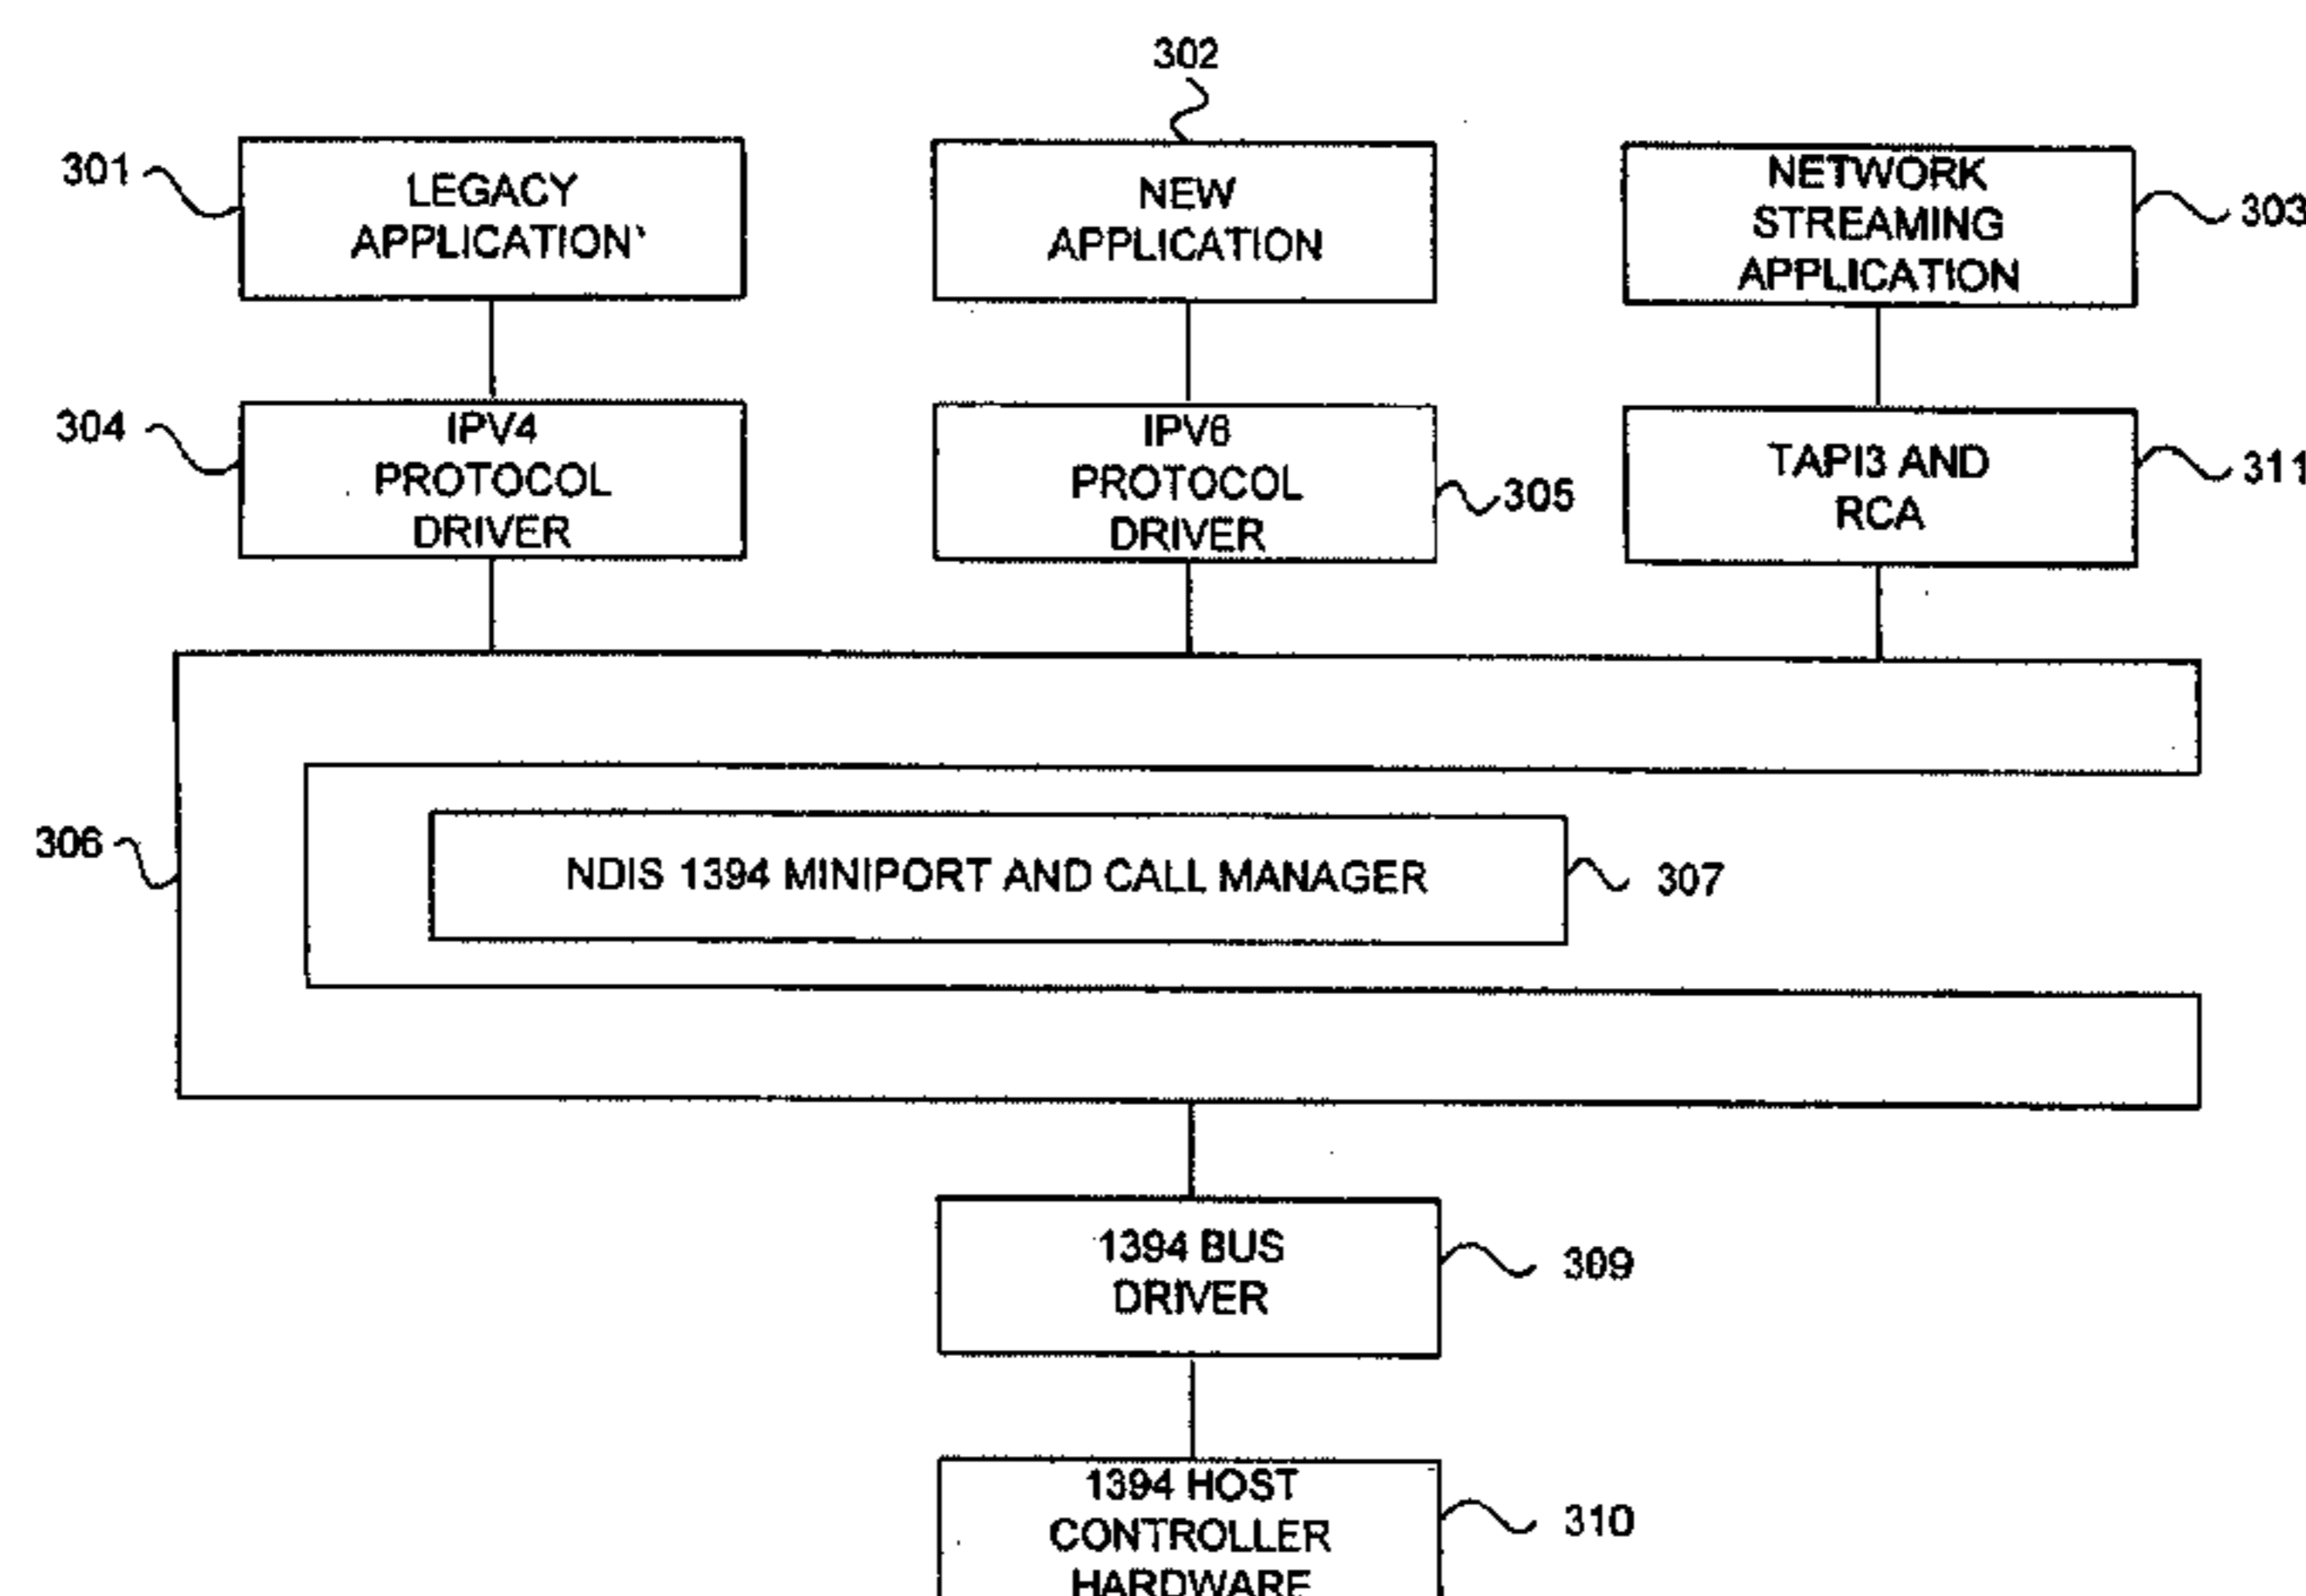 302
301
LEGACY
APPLICATION`
NEW
APPLICATION
NETWORK
STREAMING
APPLICATION
303
304
IPV4
PROTOCOL
DRIVER
IPV6
PROTOCOL
DRIVER
305
TAPI3 AND
RCA
311
306
NDIS 1394 MINIPORT AND CALL MANAGER
307
1394 BUS
DRIVER
309
1394 HOST
CONTROLLER
HARDWARE
310